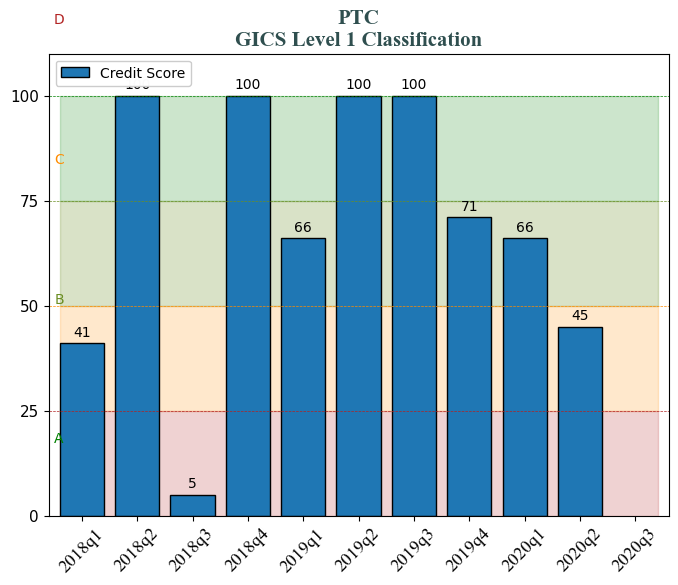 D
PTC
GICS Level 1 Classification
Credit Score
100
100
100
100
100
C
75
71
66
66
B
50
45
41
A
25
5
0
2018q1
2018q2
2018q3
2018q4
2019q1
2019q2
2019q3
2019q4
2020q1
2020q2
2020q3